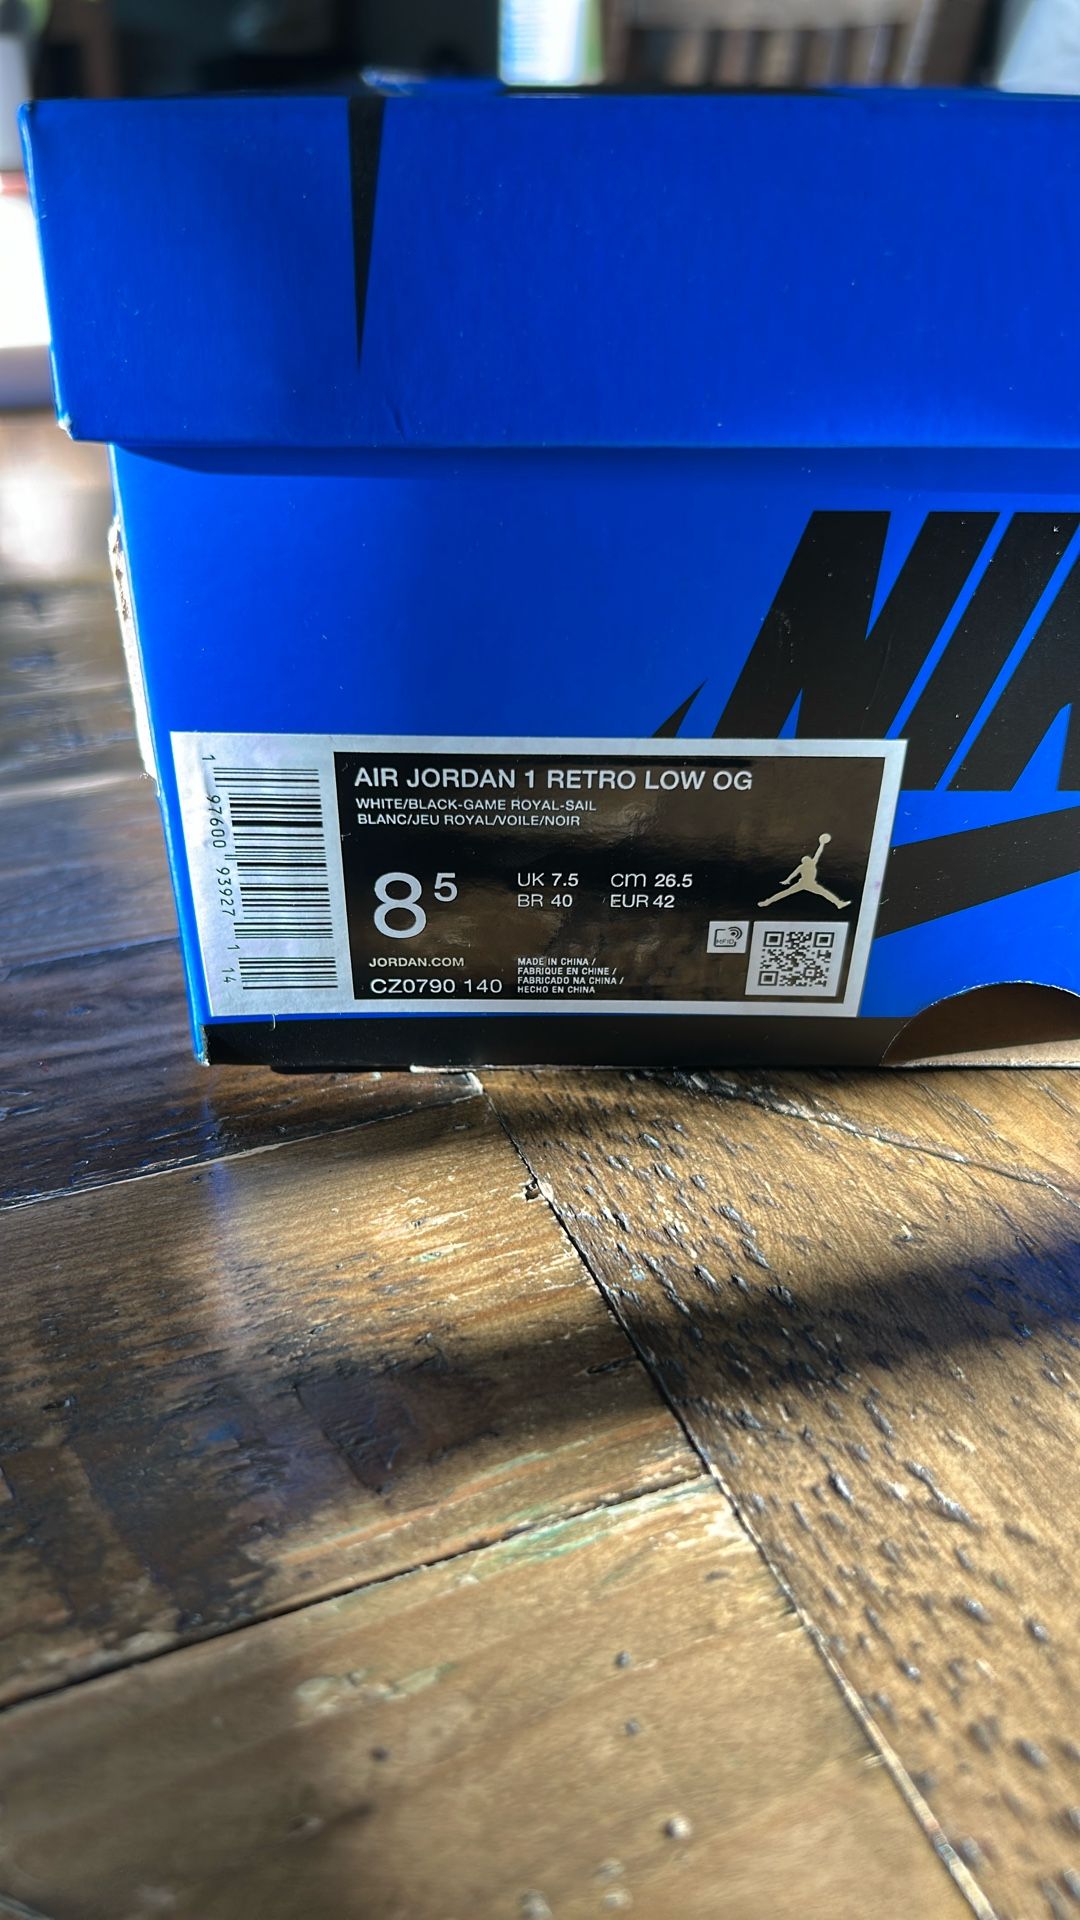 NIK
AIR JORDAN 1 RETRO LOW OG
WHITE/BLACK-GAME ROYAL-SAIL
BLANC/JEU ROYAL/VOILE/NOIR
8 5
UK 7.5 cm 26.5
BR 40 EUR 42
JORDAN.COM
CZ0790 140
MADE IN CHINA /
FABRIQUE EN CHINE /
FABRICADO NA CHINA /
HECHO EN CHINA
RFID
1 97600 93927 1 14